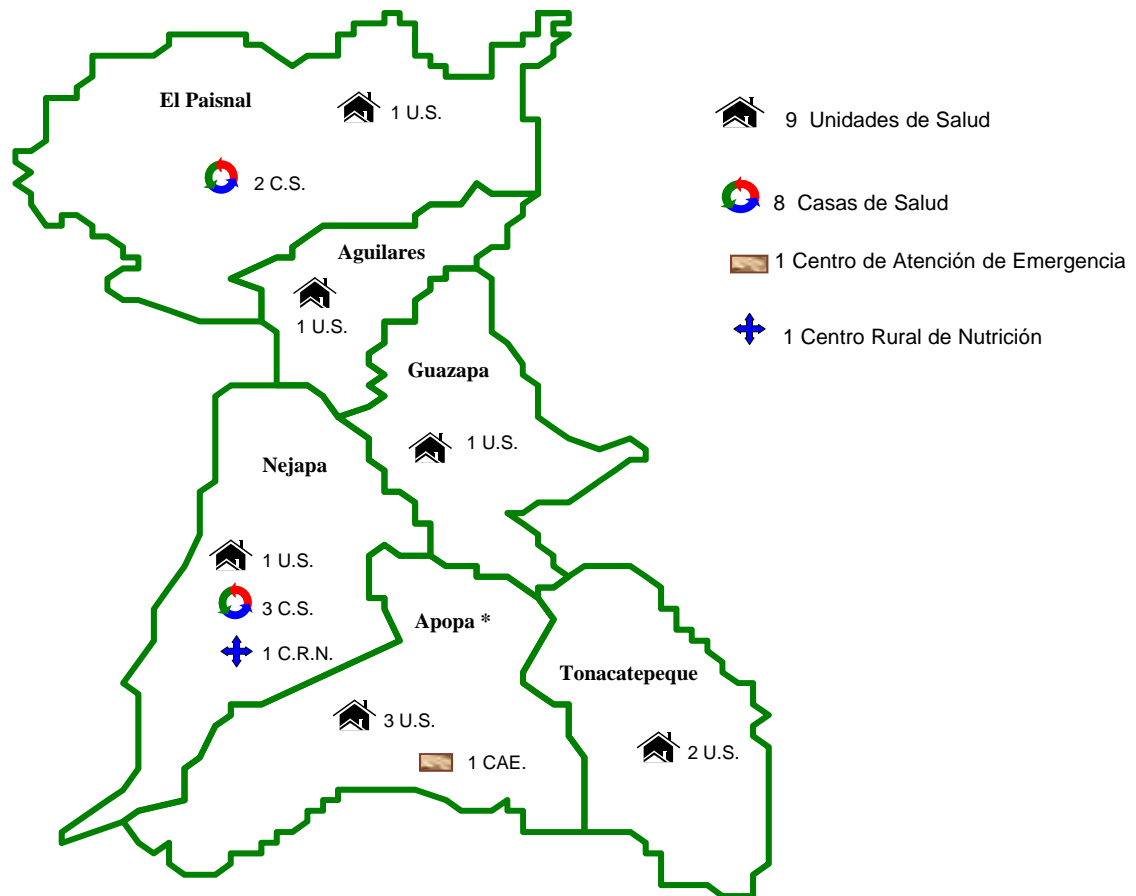 El Paisnal
1 U.S.
2 C.S.
Aguilares
1 U.S.
Guazapa
1 U.S.
Nejapa
1 U.S.
3 C.S.
1 C.R.N.
Apopa *
3 U.S.
1 CAE.
Tonacatepeque
2 U.S.
9 Unidades de Salud
8 Casas de Salud
1 Centro de Atención de Emergencia
1 Centro Rural de Nutrición